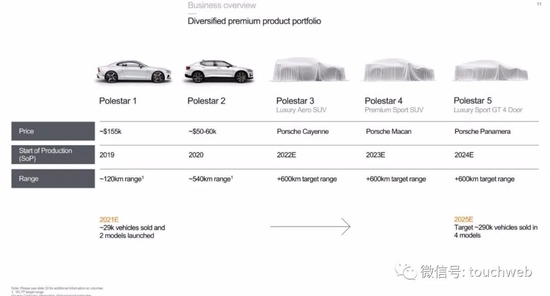 Business overview
11
Diversified premium product portfolio
Polestar 1
Polestar 2
Polestar 3
Luxury Aero SUV
Polestar 4
Premium Sport SUV
Polestar 5
Luxury Sport GT 4 Door
Price
~$155k
~$50-60k
Porsche Cayenne
Porsche Macan
Porsche Panamera
Start of Production
(SoP)
2019
2020
2022E
2023E
2024E
Range
~120km range¹
~540km range¹
+600km target range
+600km target range
+600km target range
2021E
~29k vehicles sold and
2 models launched
2025E
Target ~290k vehicles sold in
4 models
微信号: touchweb